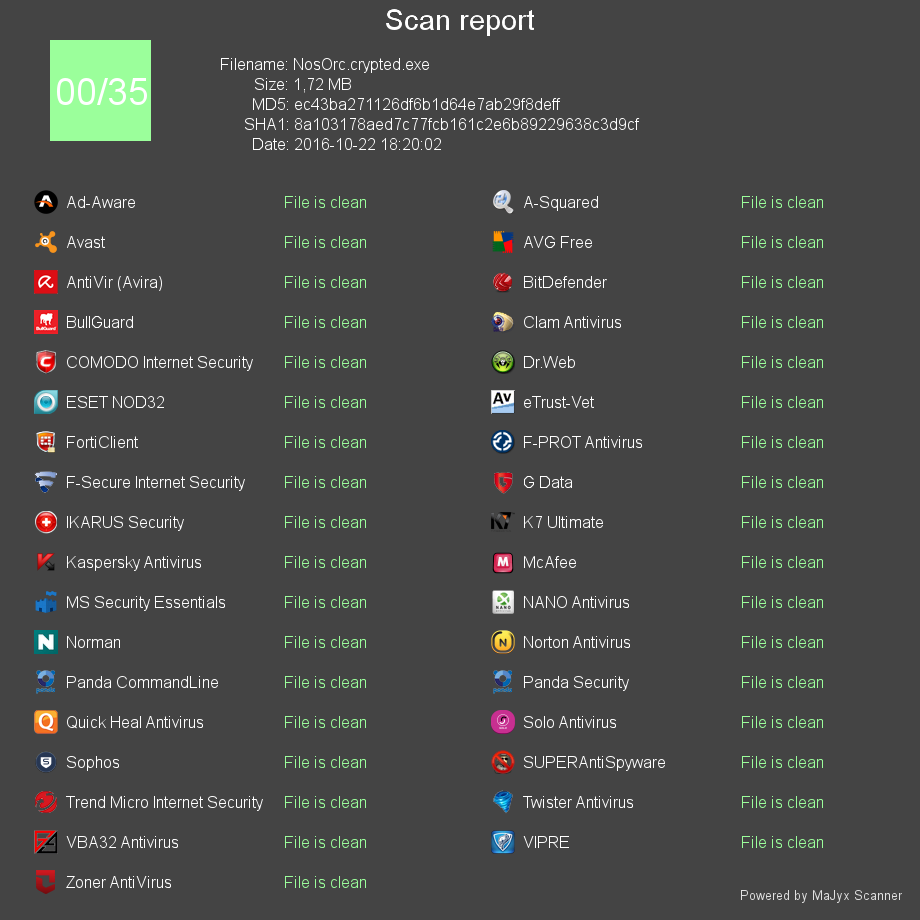 Scan report
00/35
Filename: NosOrc.crypted.exe
Size: 1,72 MB
MD5: ec43ba271126df6b1d64e7ab29f8deff
SHA1: 8a103178aed7c77fcb161c2e6b89229638c3d9cf
Date: 2016-10-22 18:20:02
Ad-Aware File is clean A-Squared File is clean
Avast File is clean AVG Free File is clean
AntiVir (Avira) File is clean BitDefender File is clean
BullGuard File is clean Clam Antivirus File is clean
COMODO Internet Security File is clean Dr.Web File is clean
ESET NOD32 File is clean eTrust-Vet File is clean
FortiClient File is clean F-PROT Antivirus File is clean
F-Secure Internet Security File is clean G Data File is clean
IKARUS Security File is clean K7 Ultimate File is clean
Kaspersky Antivirus File is clean McAfee File is clean
MS Security Essentials File is clean NANO Antivirus File is clean
Norman File is clean Norton Antivirus File is clean
Panda CommandLine File is clean Panda Security File is clean
Quick Heal Antivirus File is clean Solo Antivirus File is clean
Sophos File is clean SUPERAntiSpyware File is clean
Trend Micro Internet Security File is clean Twister Antivirus File is clean
VBA32 Antivirus File is clean VIPRE File is clean
Zoner AntiVirus File is clean
Powered by MaJyx Scanner